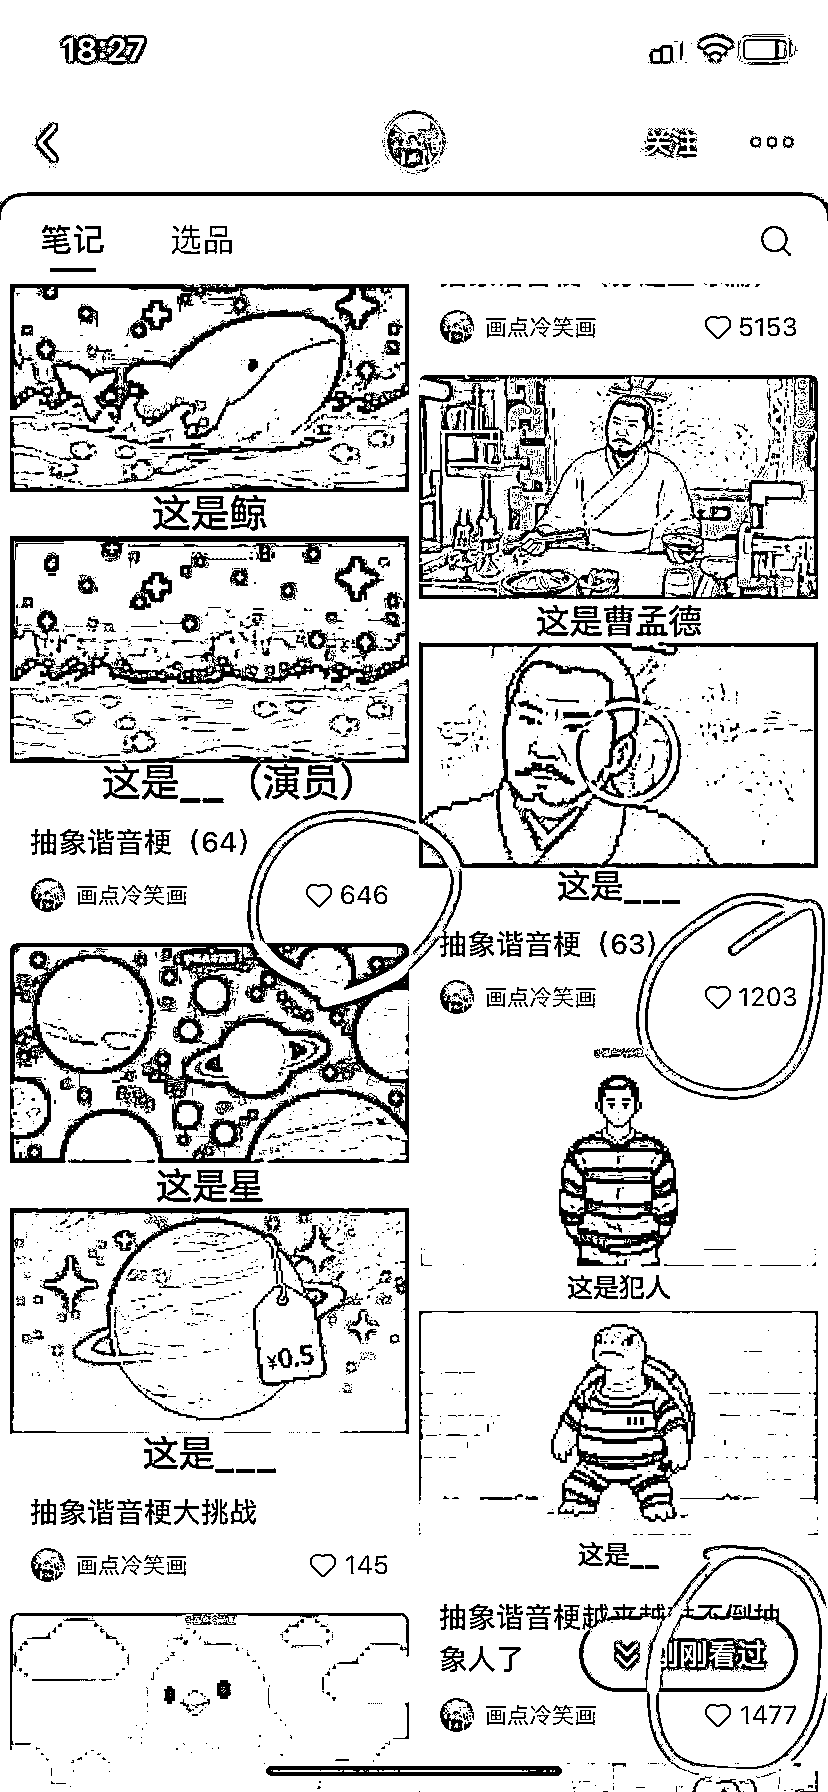 18:27
关注
笔记
选品
这是鲸
这是__（演员）
抽象谐音梗（64）
画点冷笑画
646
这是星
¥0.5
这是___
抽象谐音梗大挑战
画点冷笑画
145
画点冷笑画
5153
这是曹孟德
这是___
抽象谐音梗（63）
画点冷笑画
1203
这是犯人
这是__
抽象谐音梗越来越
不倒抽
象人了
刚刚看过
画点冷笑画
1477